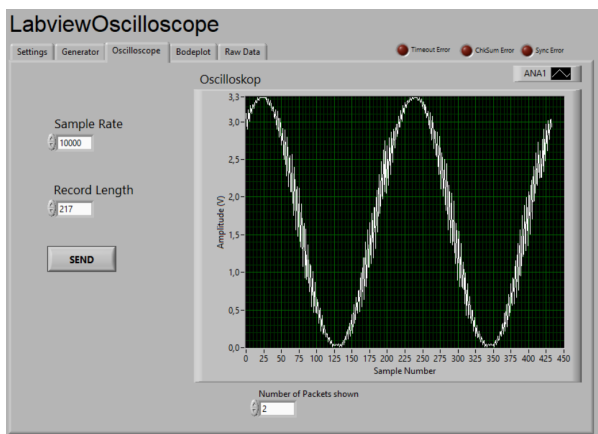 LabviewOscilloscope
Settings Generator Oscilloscope Bodeplot Raw Data
Timeout Error ChkSum Error Sync Error
Oscilloskop
ANA1
Sample Rate
10000
Record Length
217
SEND
Amplitude (V)
3,3-
3,0-
2,5-
2,0-
1,5-
1,0-
0,5-
0,0-
0 25 50 75 100 125 150 175 200 225 250 275 300 325 350 375 400 425 450
Sample Number
Number of Packets shown
2